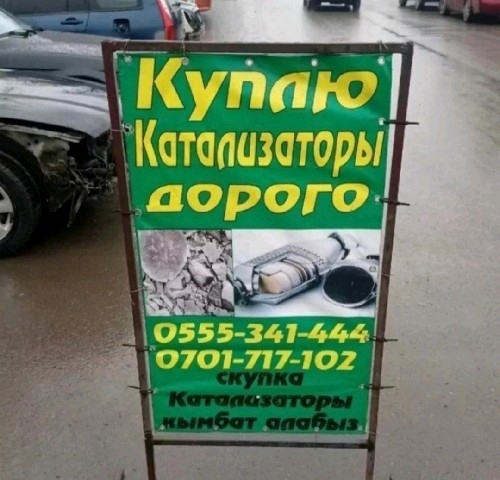 Куплю
Катализаторы
дорого
0555-341-444
0701-717-102
скупка
Катализаторы
кымбат алабыз